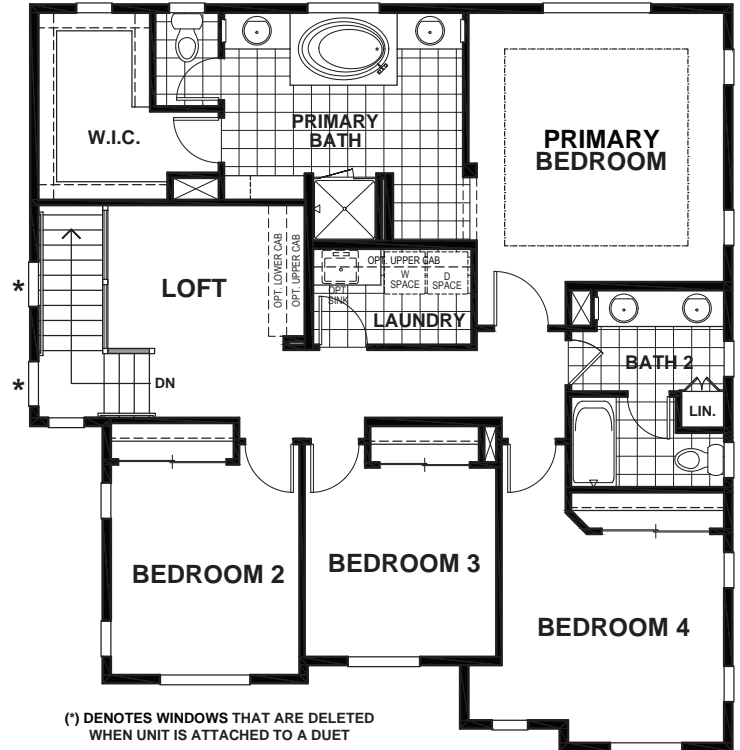 W.I.C.
PRIMARY
BATH
PRIMARY
BEDROOM
*
LOFT
OPT. LOWER CAB
OPT. UPPER CAB
OPT. UPPER CAB
OPT.
SINK
W
SPACE
D
SPACE
LAUNDRY
*
DN
BATH 2
LIN.
BEDROOM 2
BEDROOM 3
BEDROOM 4
(*) DENOTES WINDOWS THAT ARE DELETED
WHEN UNIT IS ATTACHED TO A DUET